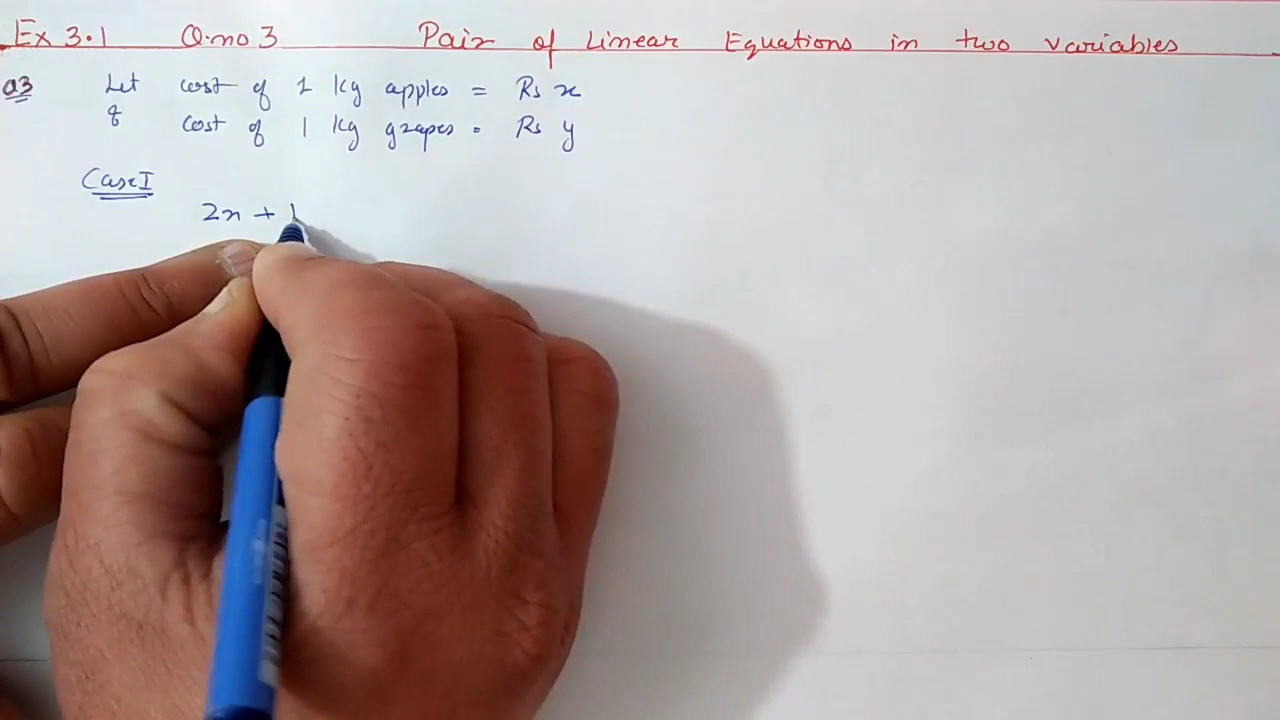 Ex 3.1 Q.no 3 Pair of Linear Equations in two variables
Q3 Let cost of 1 kg apples = Rs x
& cost of 1 kg grapes = Rs y
Case I
2x + 1